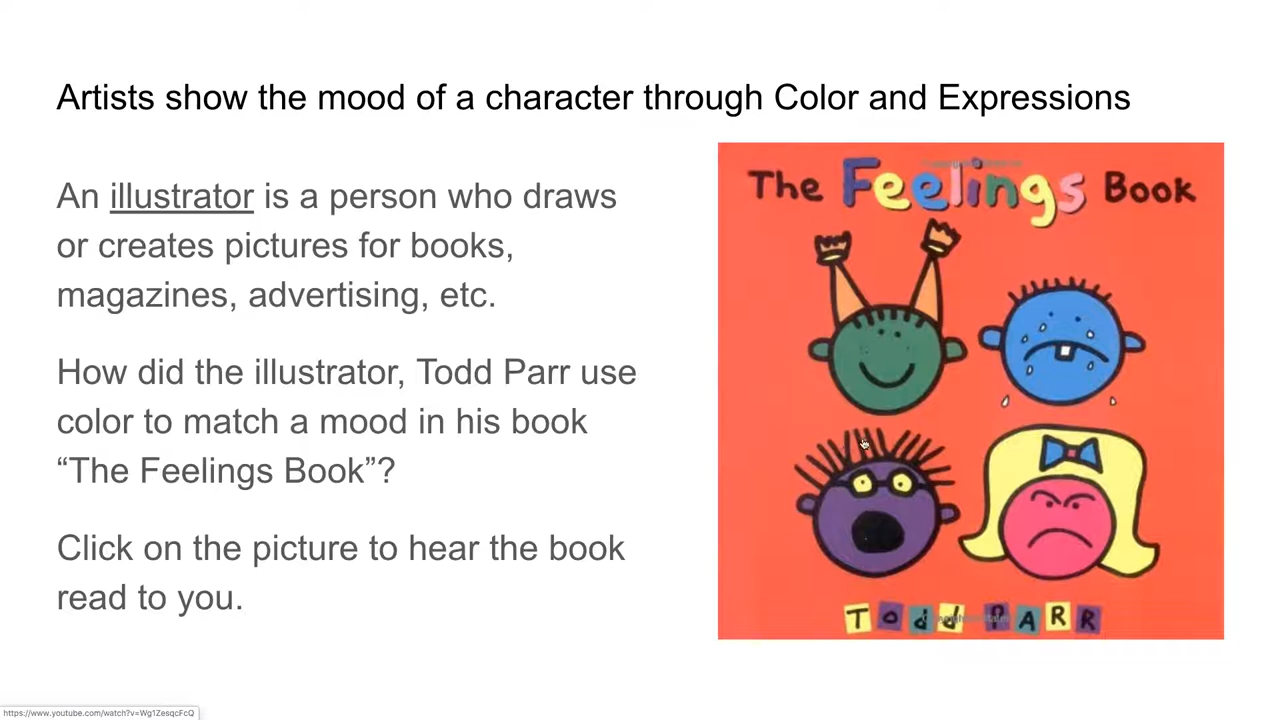 Artists show the mood of a character through Color and Expressions
An illustrator is a person who draws
or creates pictures for books,
magazines, advertising, etc.
How did the illustrator, Todd Parr use
color to match a mood in his book
“The Feelings Book”?
Click on the picture to hear the book
read to you.
The Feelings Book
Todd PARR
https://www.youtube.com/watch?v=Wg1ZesqcFcQ